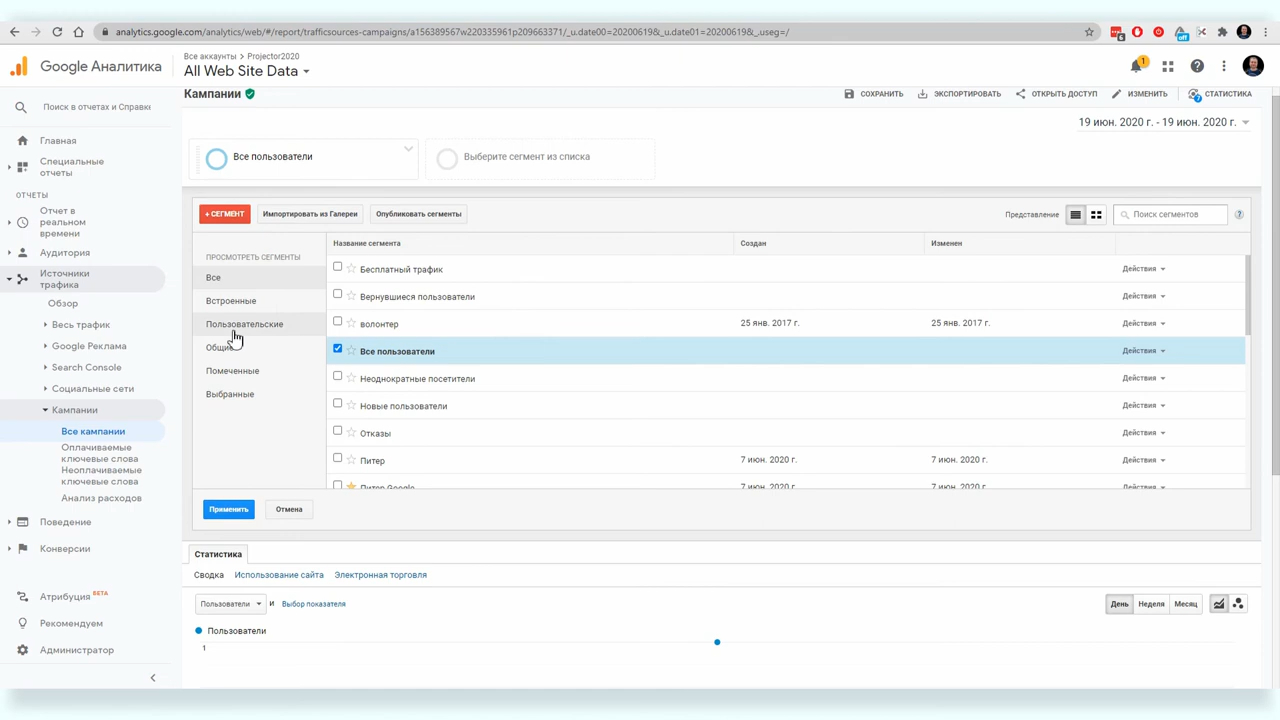 analytics.google.com/analytics/web/#/report/trafficsources-campaigns/a156359567w220335961p209663371/_u.date00=20200619&_u.date01=20200619&_useg=/
6
off
Google Аналитика
Все аккаунты > Projector2020
All Web Site Data
1
Поиск в отчетах и Справке
Главная
Специальные
отчеты
ОТЧЕТЫ
Отчет в
реальном
времени
Аудитория
Источники
трафика
Обзор
Весь трафик
Google Реклама
Search Console
Социальные сети
Кампании
Все кампании
Оплачиваемые
ключевые слова
Неоплачиваемые
ключевые слова
Анализ расходов
Поведение
Конверсии
Атрибуция BETA
Рекомендуем
Администратор
Кампании
СОХРАНИТЬ
ЭКСПОРТИРОВАТЬ
ОТКРЫТЬ ДОСТУП
ИЗМЕНИТЬ
7
СТАТИСТИКА
19 июн. 2020 г. - 19 июн. 2020 г.
Все пользователи
Выберите сегмент из списка
+ СЕГМЕНТ
Импортировать из Галереи
Опубликовать сегменты
Представление
Поиск сегментов
ПРОСМОТРЕТЬ СЕГМЕНТЫ
Все
Встроенные
Пользовательские
Общие
Помеченные
Выбранные
Название сегмента Создан Изменен
Бесплатный трафик Действия
Вернувшиеся пользователи Действия
волонтер 25 янв. 2017 г. 25 янв. 2017 г. Действия
Все пользователи Действия
Неоднократные посетители Действия
Новые пользователи Действия
Отказы Действия
Питер 7 июн. 2020 г. 7 июн. 2020 г. Действия
Питер Google 7 июн. 2020 г. 7 июн. 2020 г. Действия
Применить
Отмена
Статистика
Сводка
Использование сайта
Электронная торговля
Пользователи
и
Выбор показателя
День
Неделя
Месяц
Пользователи
1